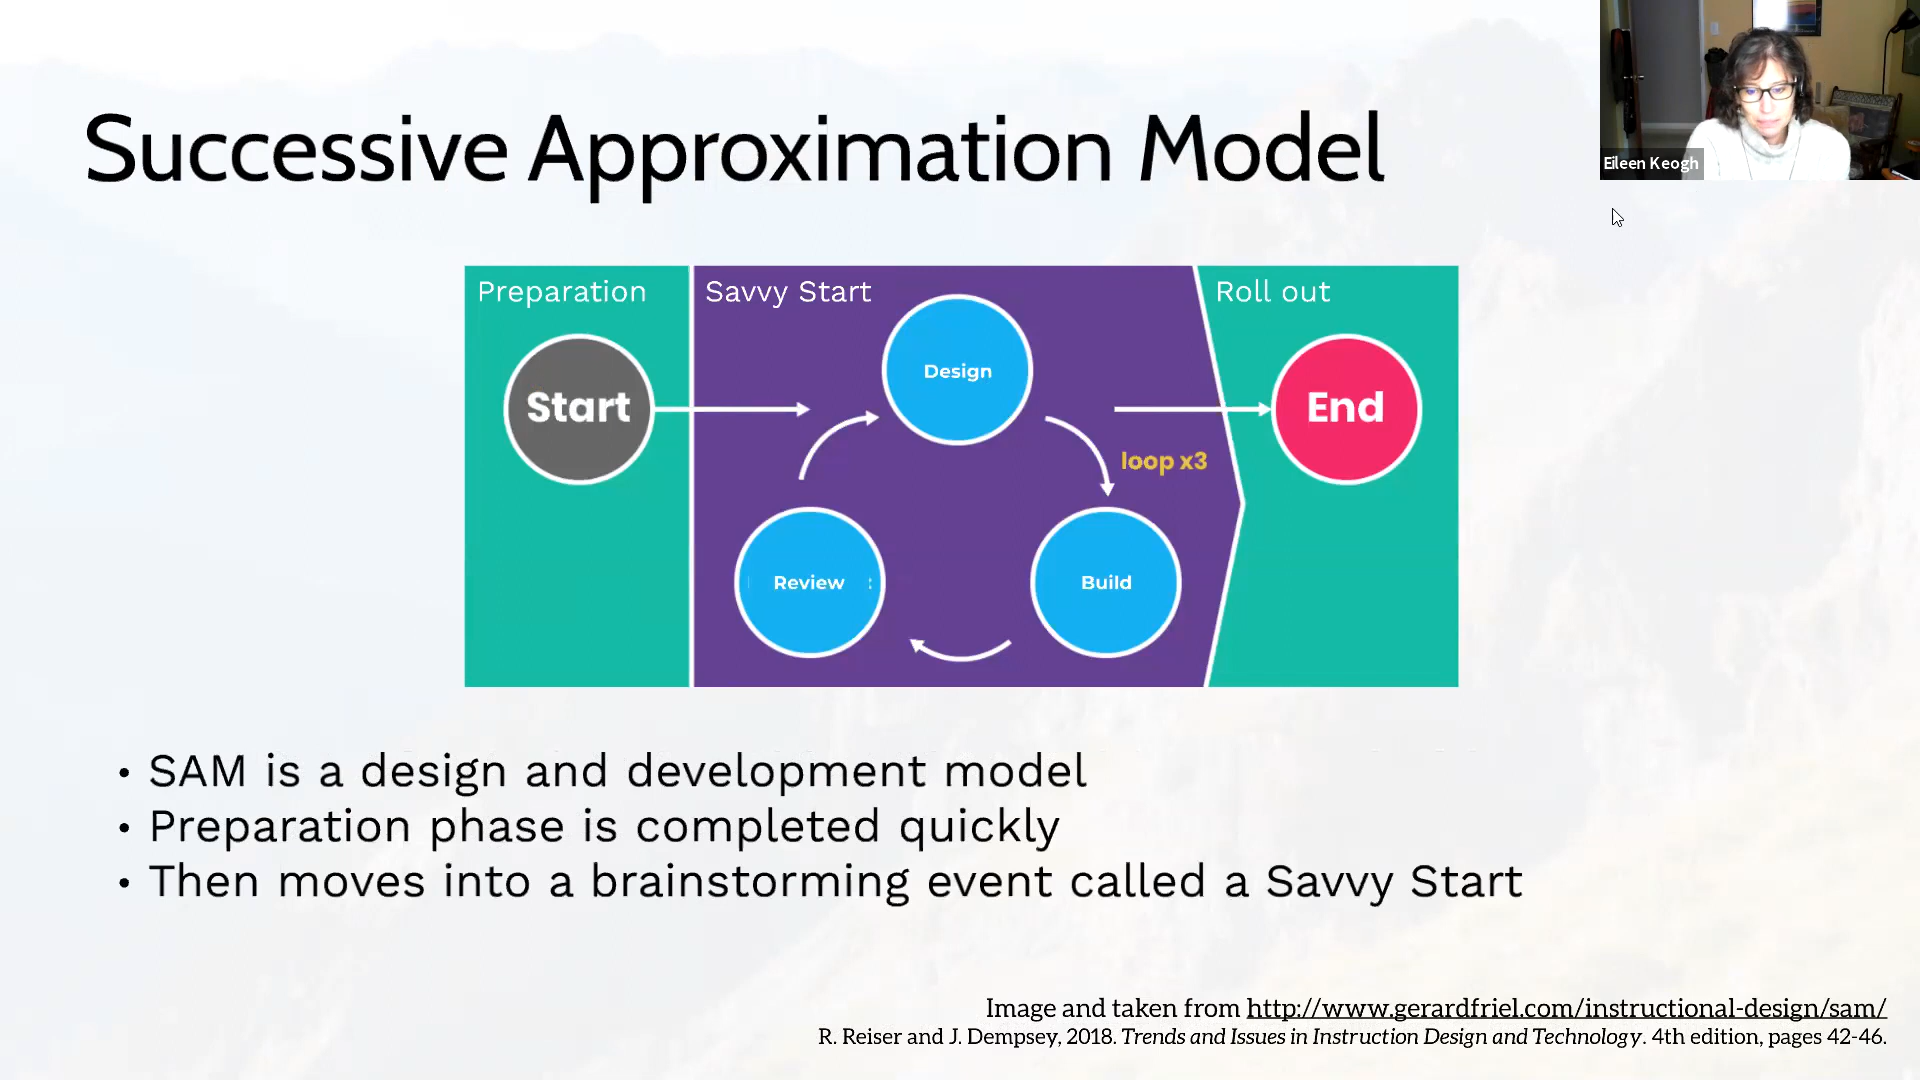 Successive Approximation Model
Eileen Keogh
Preparation
Savvy Start
Roll out
Start
Design
End
loop x3
Review
Build
• SAM is a design and development model
• Preparation phase is completed quickly
• Then moves into a brainstorming event called a Savvy Start
Image and taken from http://www.gerardfriel.com/instructional-design/sam/
R. Reiser and J. Dempsey, 2018. Trends and Issues in Instruction Design and Technology. 4th edition, pages 42-46.